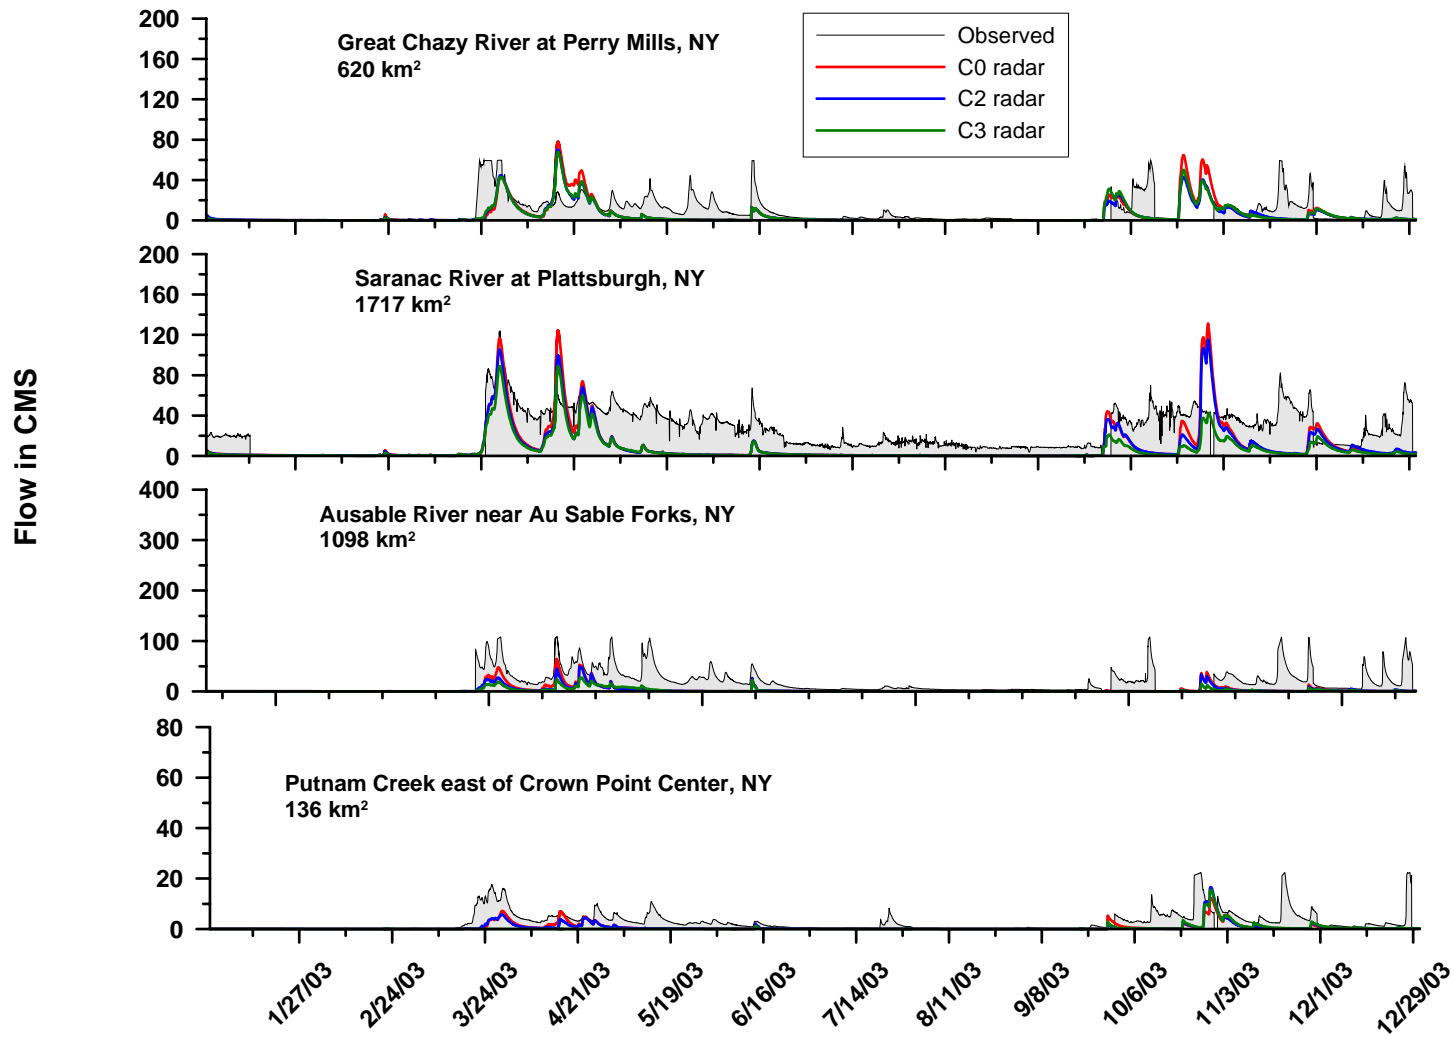 Flow in CMS
200
160
120
80
40
0
Great Chazy River at Perry Mills, NY
620 km²
Observed
C0 radar
C2 radar
C3 radar
200
160
120
80
40
0
Saranac River at Plattsburgh, NY
1717 km²
400
300
200
100
0
Ausable River near Au Sable Forks, NY
1098 km²
80
60
40
20
0
Putnam Creek east of Crown Point Center, NY
136 km²
1/27/03
2/24/03
3/24/03
4/21/03
5/19/03
6/16/03
7/14/03
8/11/03
9/8/03
10/6/03
11/3/03
12/1/03
12/29/03